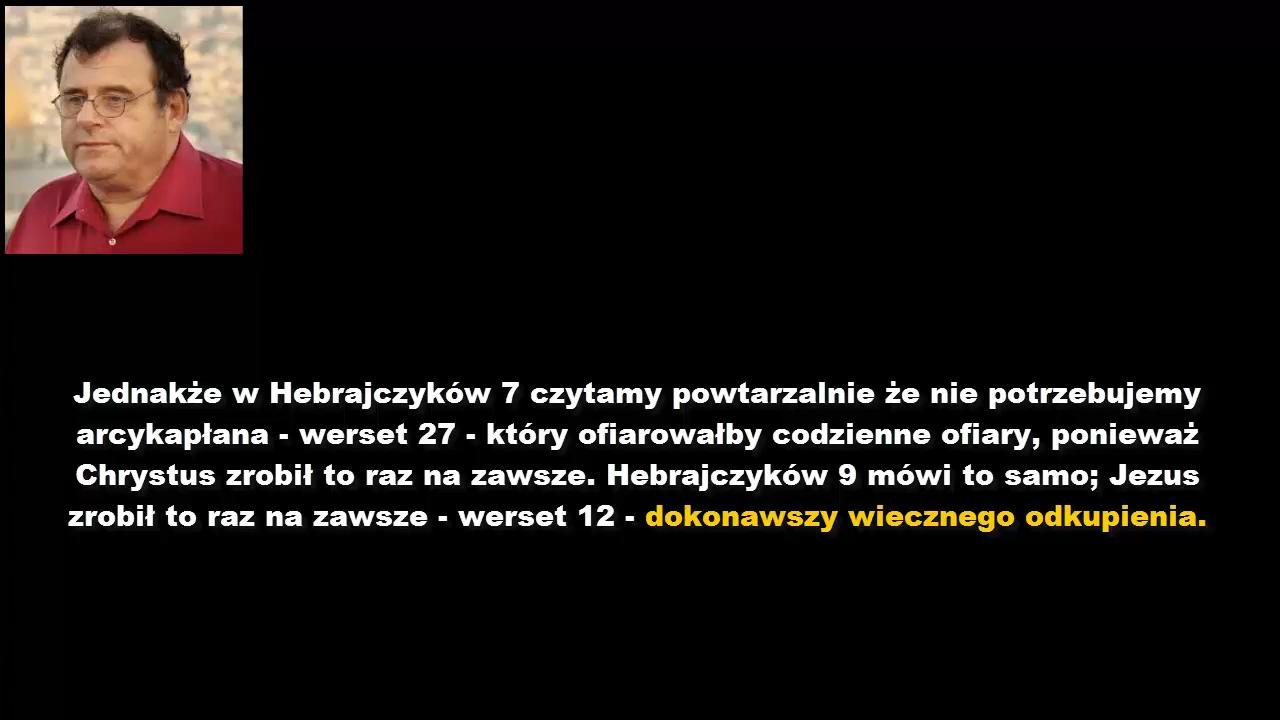 Jednakże w Hebrajczyków 7 czytamy powtarzalnie że nie potrzebujemy
arcykapłana - werset 27 - który ofiarowałby codzienne ofiary, ponieważ
Chrystus zrobił to raz na zawsze. Hebrajczyków 9 mówi to samo; Jezus
zrobił to raz na zawsze - werset 12 - dokonawszy wiecznego odkupienia.